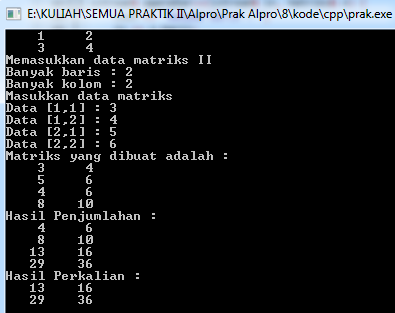 E:\KULIAH\SEMUA PRAKTIK II\Alpro\Prak Alpro\8\kode\cpp\prak.exe
1 2
3 4
Memasukkan data matriks II
Banyak baris : 2
Banyak kolom : 2
Masukkan data matriks
Data [1,1] : 3
Data [1,2] : 4
Data [2,1] : 5
Data [2,2] : 6
Matriks yang dibuat adalah :
3 4
5 6
4 6
8 10
Hasil Penjumlahan :
4 6
8 10
13 16
29 36
Hasil Perkalian :
13 16
29 36